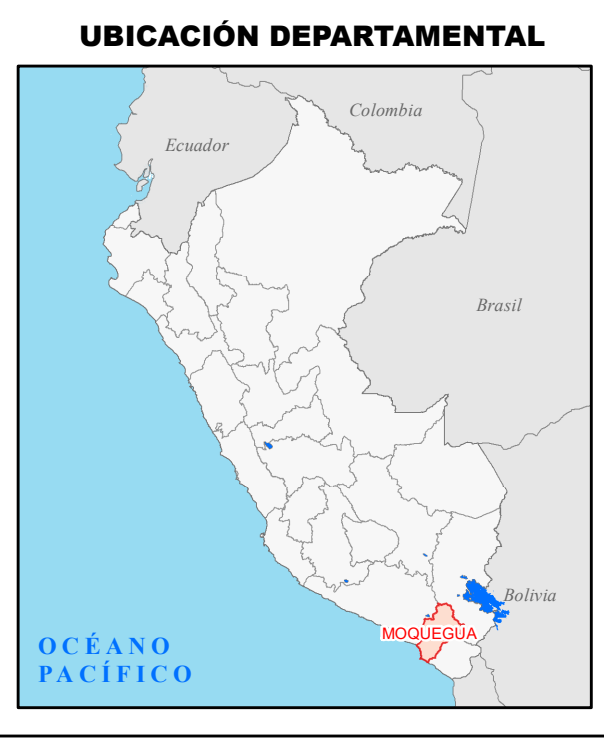 UBICACIÓN DEPARTAMENTAL
Colombia
Ecuador
Brasil
Bolivia
MOQUEGUA
OCÉANO
PACÍFICO